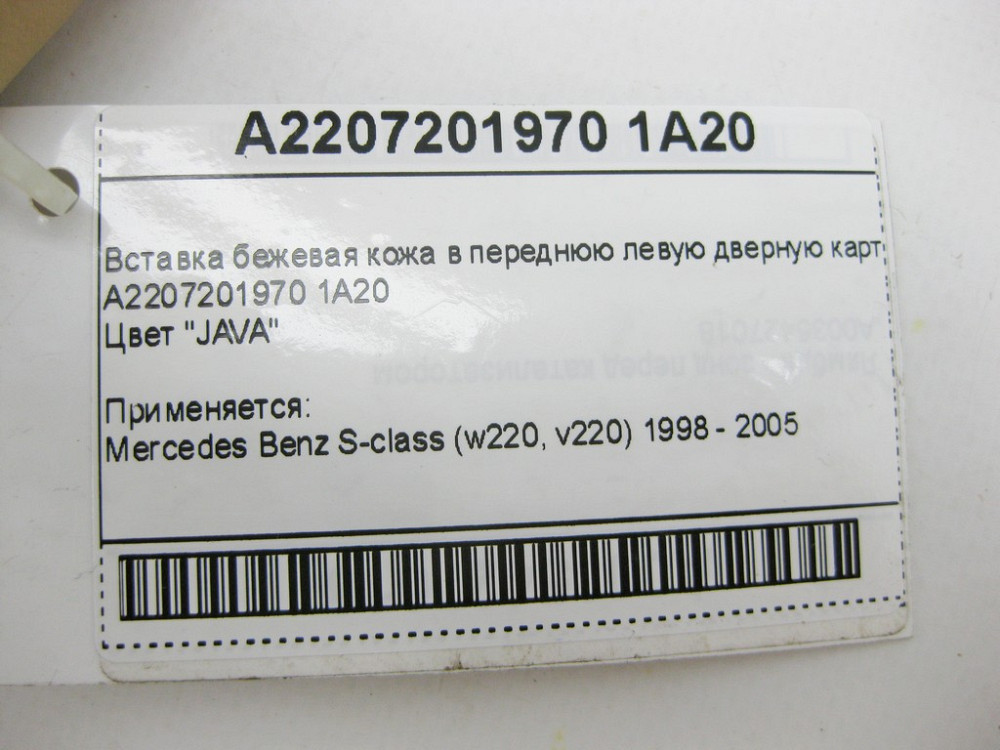 A2207201970 1A20
Вставка бежевая кожа в переднюю левую дверную карт
A2207201970 1A20
Цвет "JAVA"
Применяется:
Mercedes Benz S-class (w220, v220) 1998 - 2005